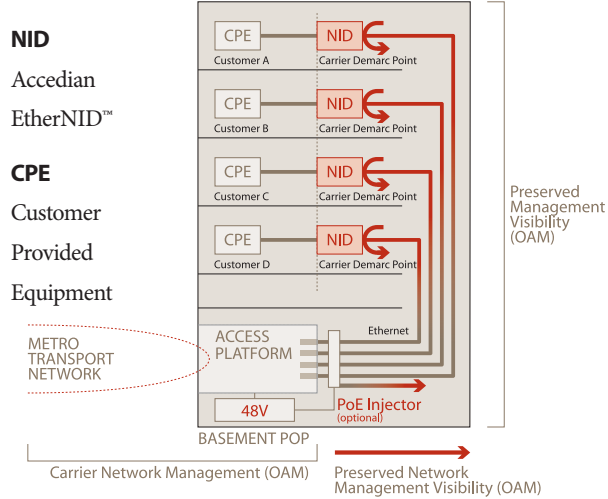 NID
Accedian
EtherNID™
CPE
Customer
Provided
Equipment
CPE
NID
Customer A
Carrier Demarc Point
CPE
NID
Customer B
Carrier Demarc Point
CPE
NID
Customer C
Carrier Demarc Point
CPE
NID
Customer D
Carrier Demarc Point
Preserved
Management
Visibility
(OAM)
Ethernet
METRO
TRANSPORT
NETWORK
ACCESS
PLATFORM
48V
PoE Injector
(optional)
BASEMENT POP
Carrier Network Management (OAM)
Preserved Network
Management Visibility (OAM)